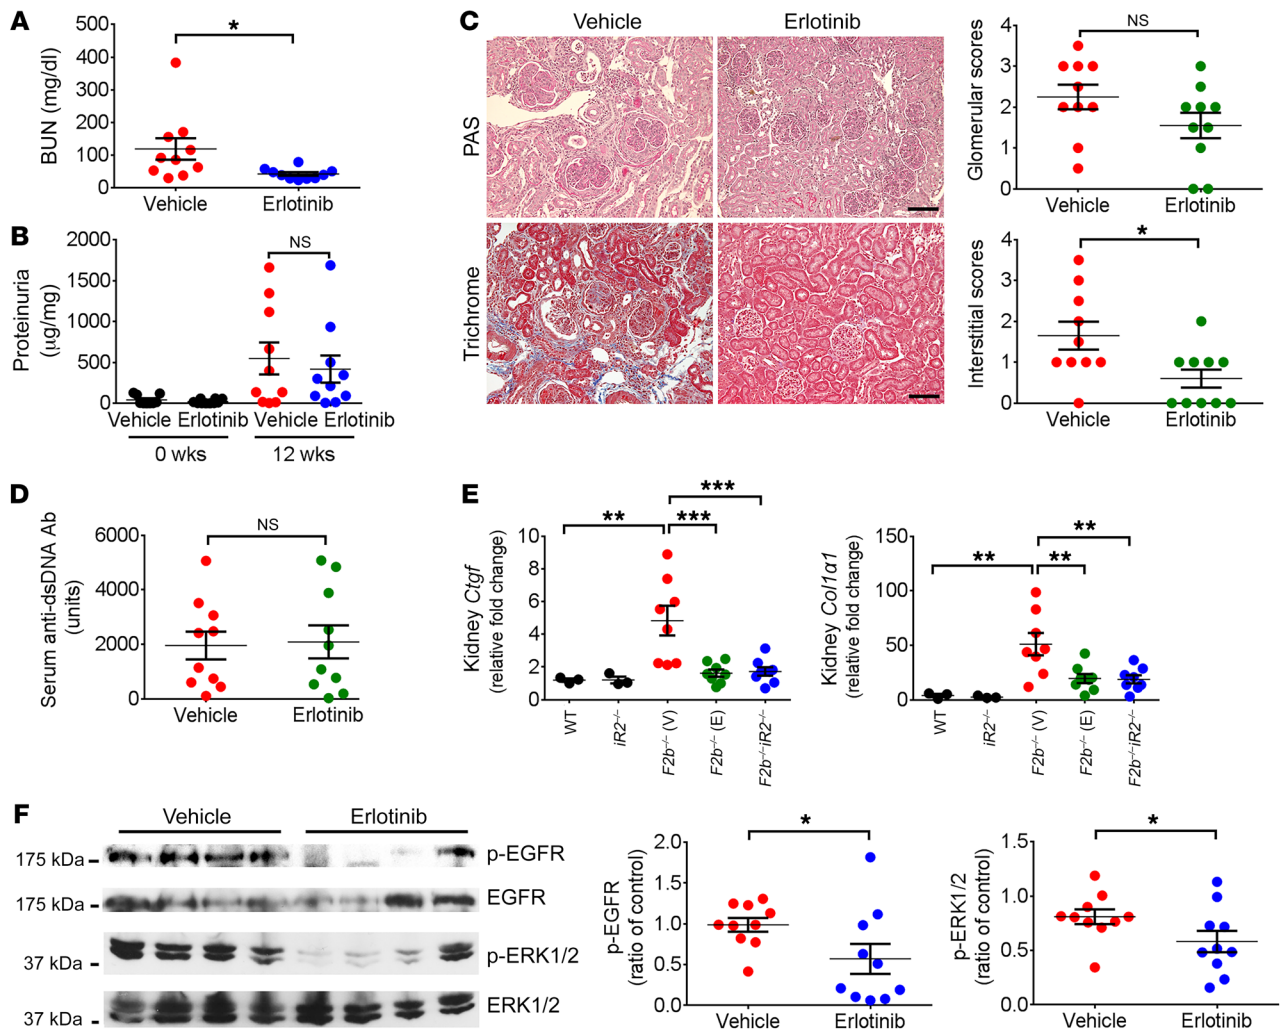 A
BUN (mg/dl)
500
400
300
200
100
0
*
Vehicle
Erlotinib
B
Proteinuria
(µg/mg)
2000
1500
1000
500
0
NS
Vehicle Erlotinib
Vehicle Erlotinib
0 wks
12 wks
C
Vehicle
Erlotinib
PAS
Trichrome
Glomerular scores
4
3
2
1
0
NS
Vehicle
Erlotinib
Interstitial scores
4
3
2
1
0
*
Vehicle
Erlotinib
D
Serum anti-dsDNA Ab
(units)
6000
4000
2000
0
NS
Vehicle
Erlotinib
E
Kidney Ctgf
(relative fold change)
10
8
6
4
2
0
**
***
***
WT
iR2–/–
F2b–/– (V)
F2b–/– (E)
F2b–/–iR2–/–
Kidney Col1α1
(relative fold change)
150
100
50
0
**
**
**
WT
iR2–/–
F2b–/– (V)
F2b–/– (E)
F2b–/–iR2–/–
F
Vehicle
Erlotinib
175 kDa
p-EGFR
175 kDa
EGFR
37 kDa
p-ERK1/2
37 kDa
ERK1/2
p-EGFR
(ratio of control)
2.0
1.5
1.0
0.5
0.0
*
Vehicle
Erlotinib
p-ERK1/2
(ratio of control)
1.5
1.0
0.5
0.0
*
Vehicle
Erlotinib